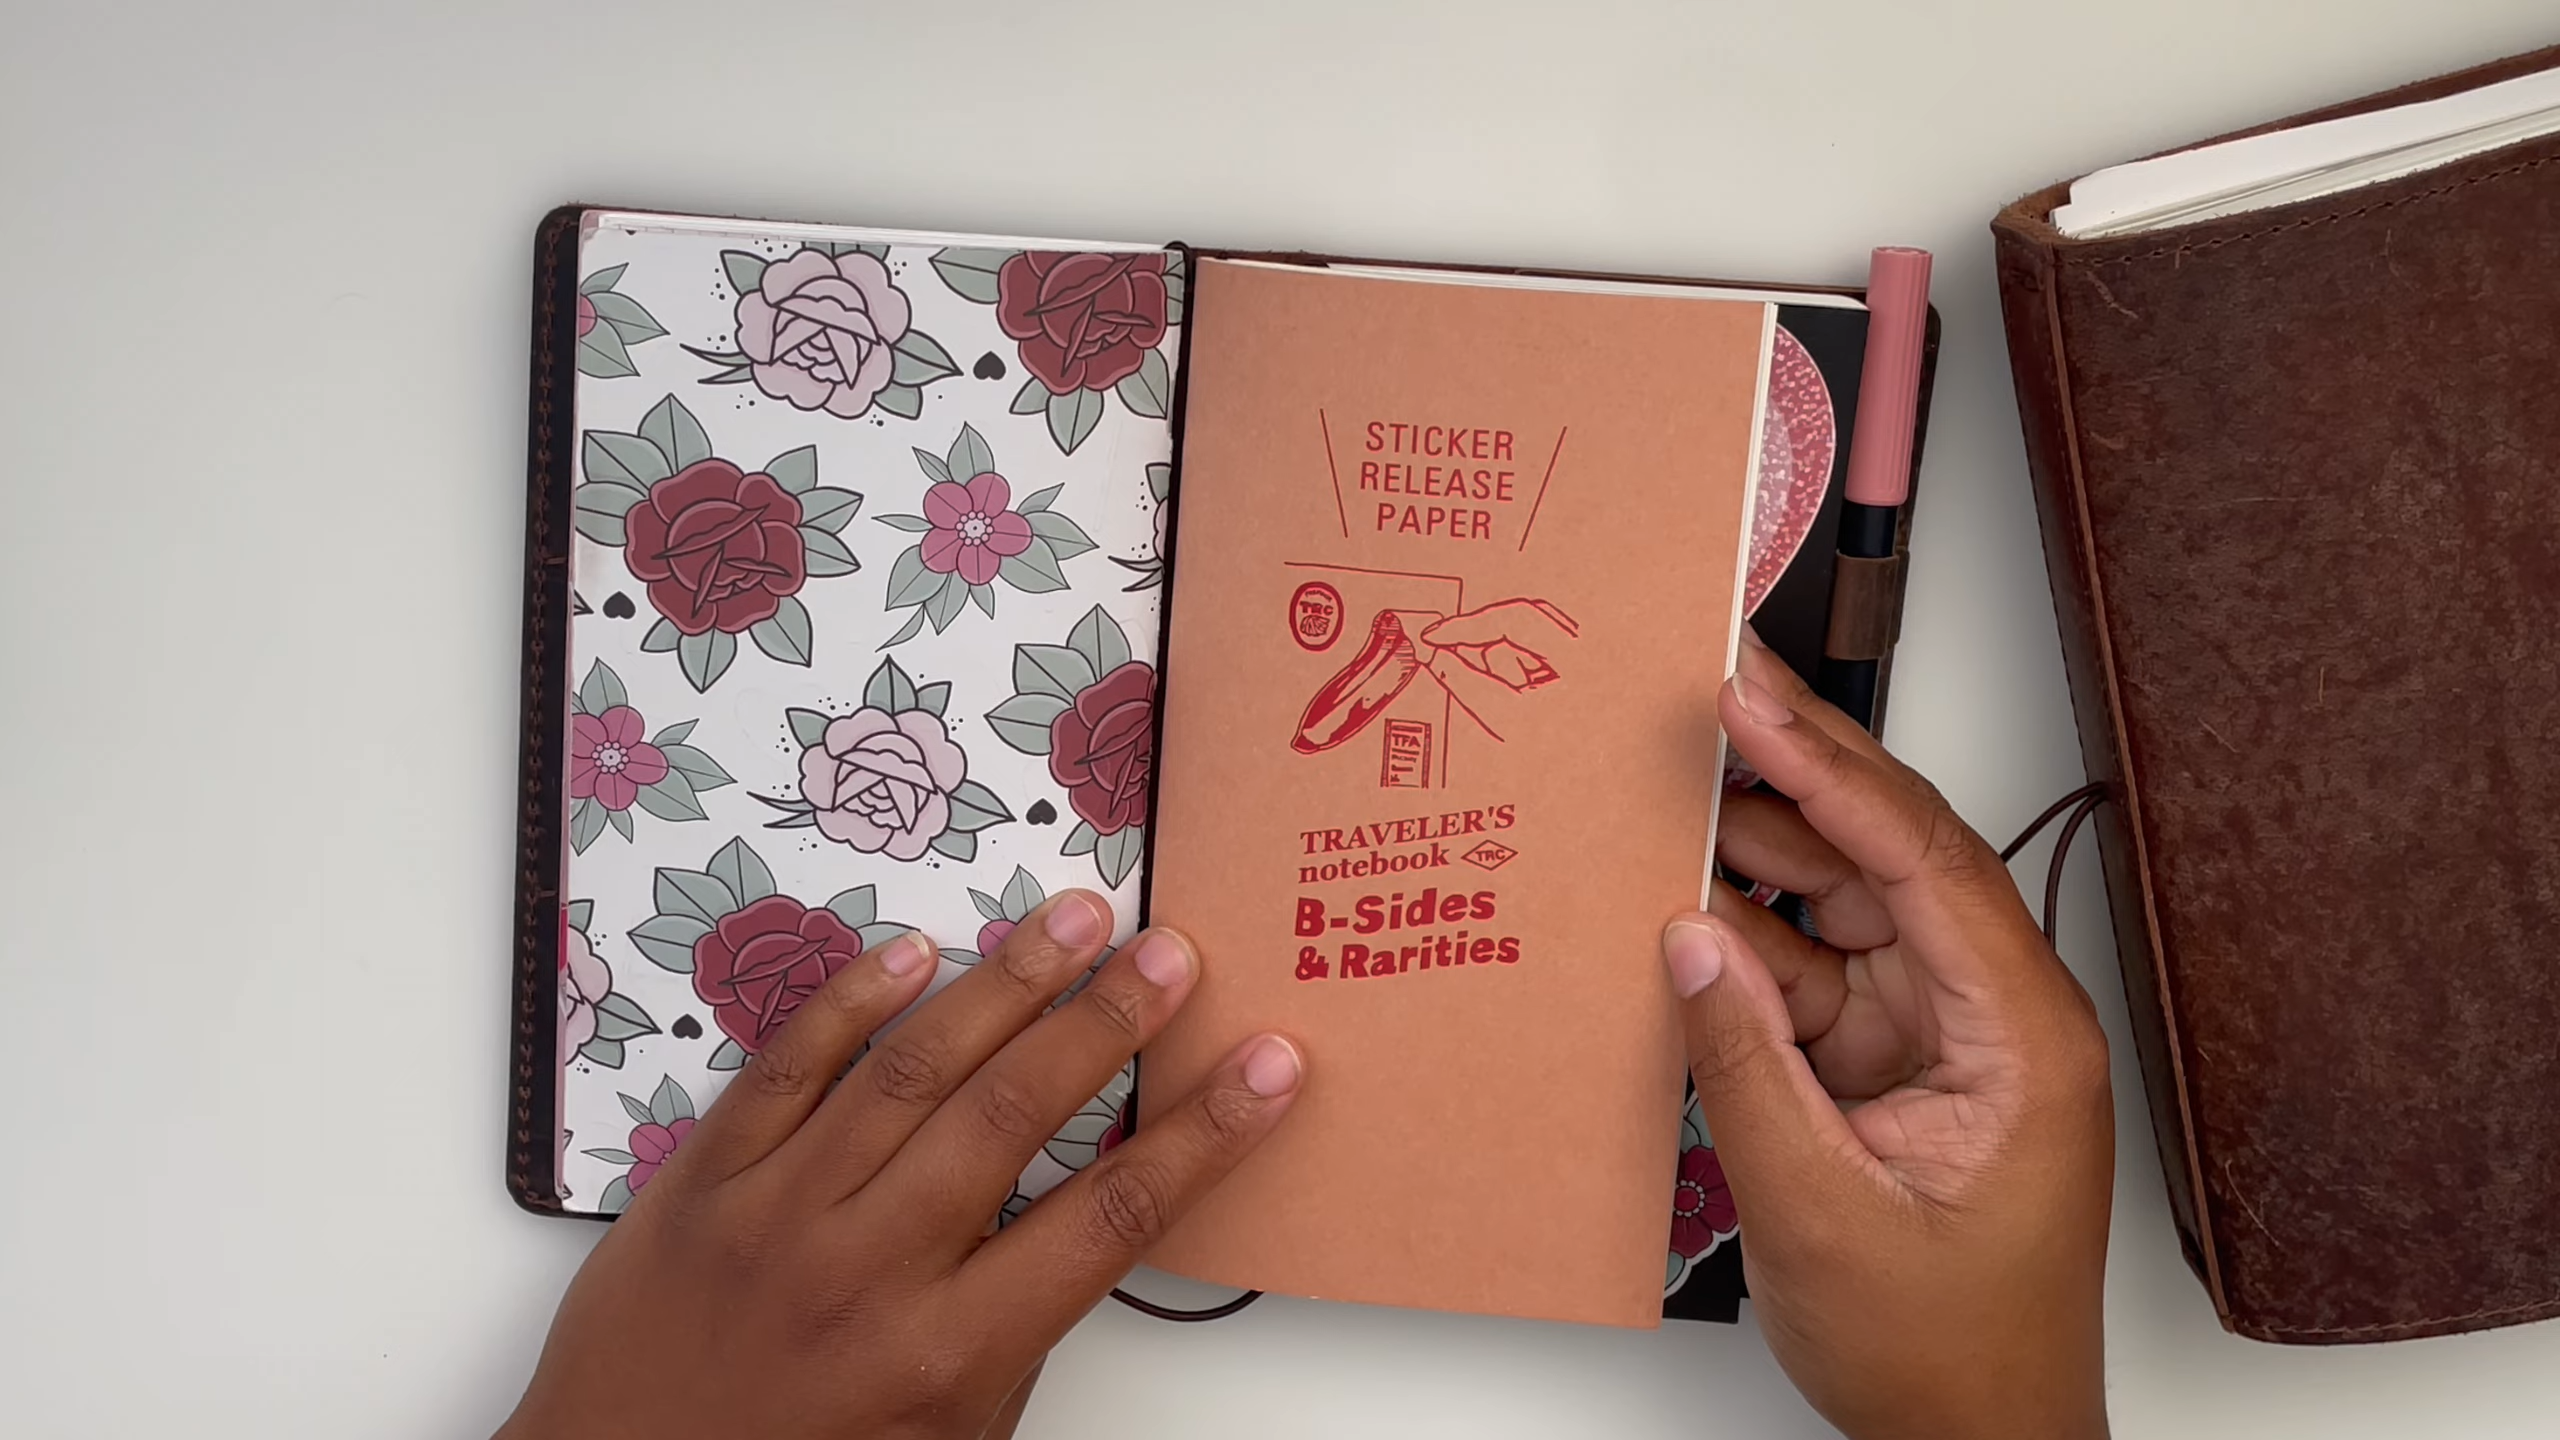 STICKER
RELEASE
PAPER
TRC
TFA
TRAVELER'S
notebook TRC
B-Sides
& Rarities